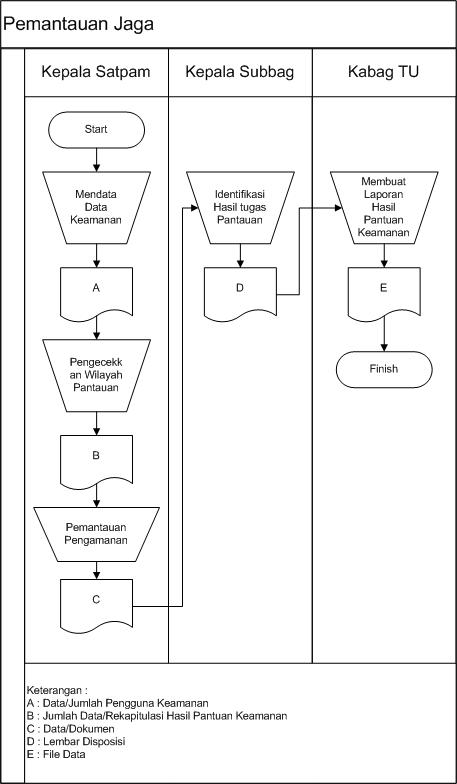 Pemantauan Jaga
Kepala Satpam
Kepala Subbag
Kabag TU
Start
Mendata
Data
Keamanan
A
Pengecekk
an Wilayah
Pantauan
B
Pemantauan
Pengamanan
C
Identifikasi
Hasil tugas
Pantauan
D
Membuat
Laporan
Hasil
Pantuan
Keamanan
E
Finish
Keterangan :
A : Data/Jumlah Pengguna Keamanan
B : Jumlah Data/Rekapitulasi Hasil Pantuan Keamanan
C : Data/Dokumen
D : Lembar Disposisi
E : File Data